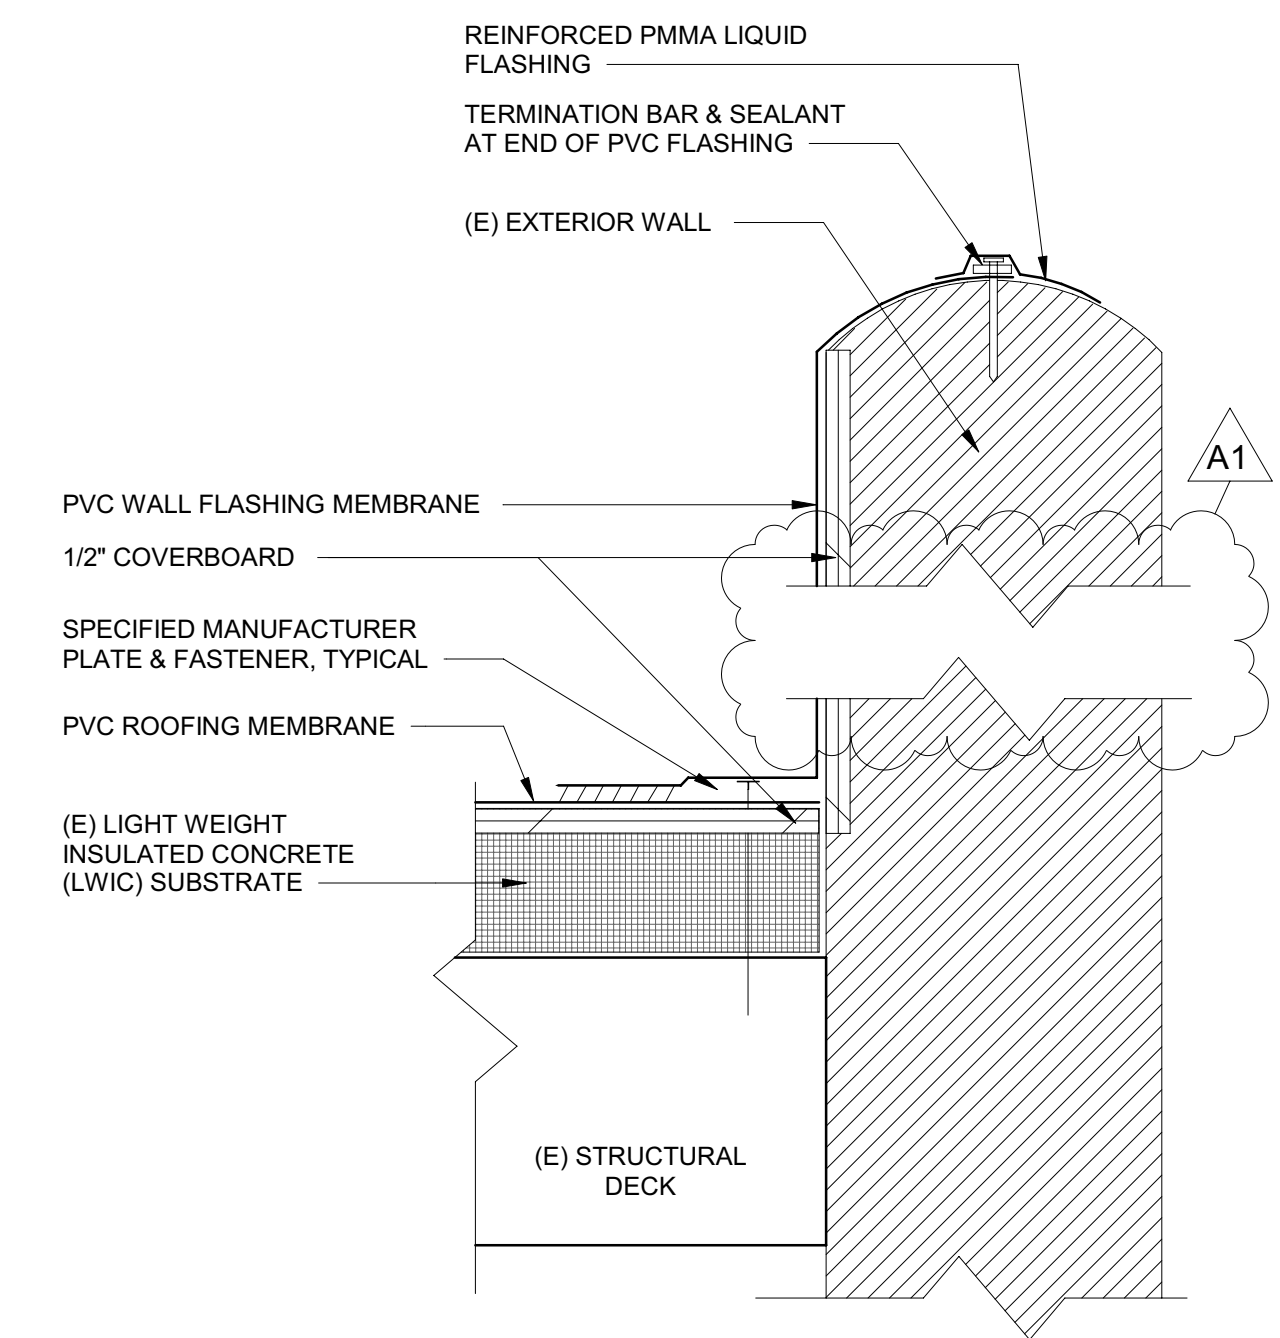 REINFORCED PMMA LIQUID
FLASHING
TERMINATION BAR & SEALANT
AT END OF PVC FLASHING
(E) EXTERIOR WALL
A1
PVC WALL FLASHING MEMBRANE
1/2" COVERBOARD
SPECIFIED MANUFACTURER
PLATE & FASTENER, TYPICAL
PVC ROOFING MEMBRANE
(E) LIGHT WEIGHT
INSULATED CONCRETE
(LWIC) SUBSTRATE
(E) STRUCTURAL
DECK